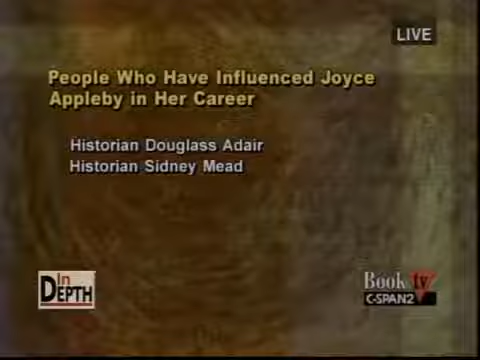 LIVE
People Who Have Influenced Joyce
Appleby in Her Career
Historian Douglass Adair
Historian Sidney Mead
In
DEPTH
Book tv
C-SPAN2